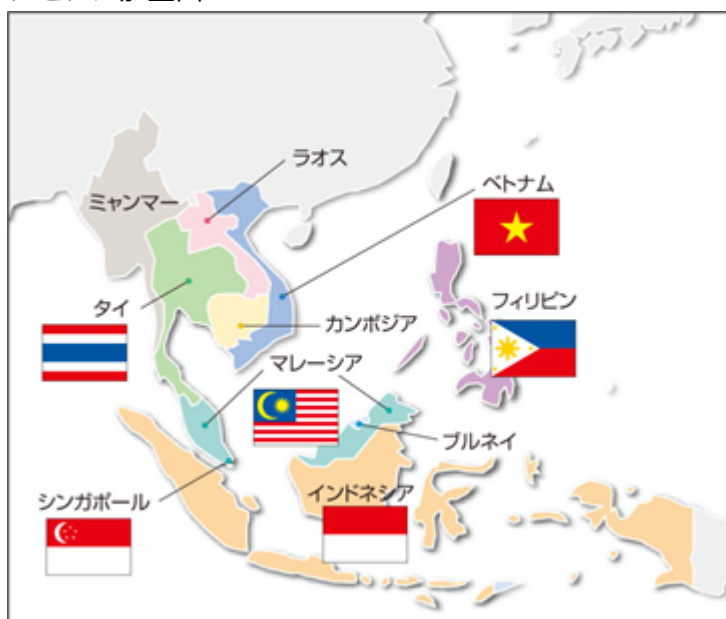 ラオス
ミャンマー
ベトナム
タイ
カンボジア
フィリピン
マレーシア
ブルネイ
シンガポール
インドネシア